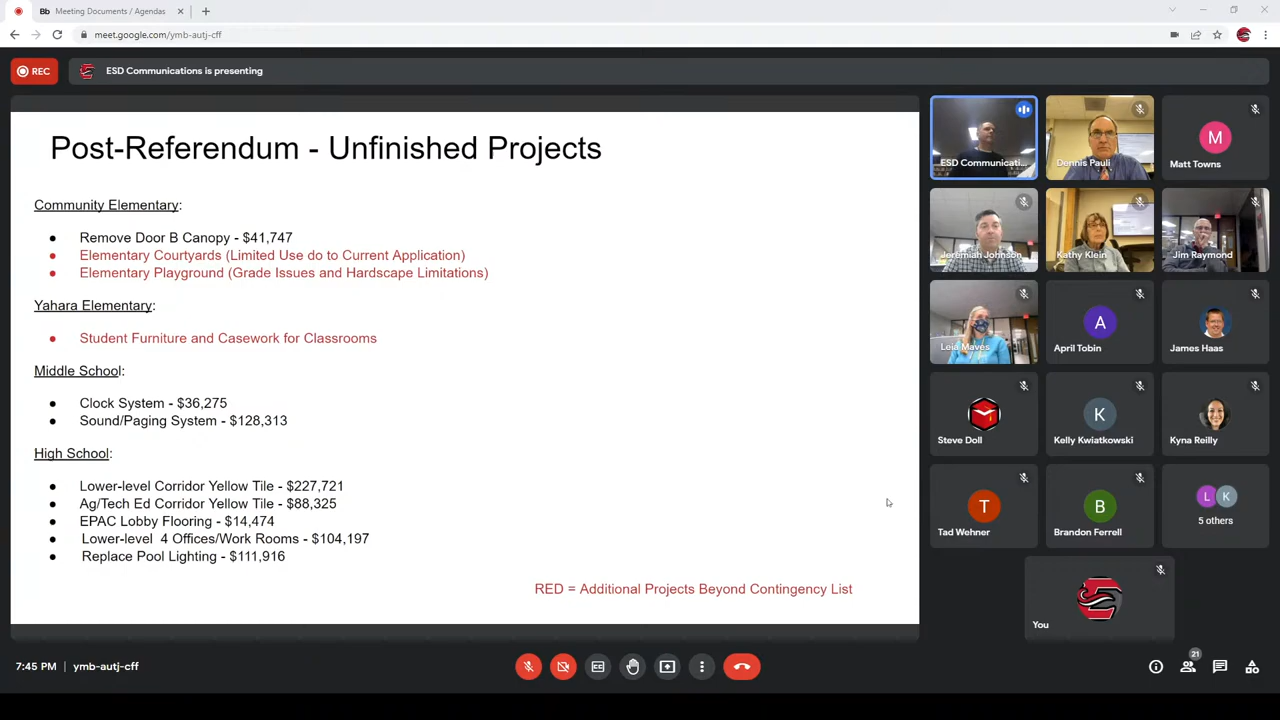 Bb Meeting Documents / Agendas
meet.google.com/ymb-autj-cff
REC
ESD Communications is presenting
Post-Referendum - Unfinished Projects
Community Elementary:
● Remove Door B Canopy - $41,747
● Elementary Courtyards (Limited Use do to Current Application)
● Elementary Playground (Grade Issues and Hardscape Limitations)
Yahara Elementary:
● Student Furniture and Casework for Classrooms
Middle School:
● Clock System - $36,275
● Sound/Paging System - $128,313
High School:
● Lower-level Corridor Yellow Tile - $227,721
● Ag/Tech Ed Corridor Yellow Tile - $88,325
● EPAC Lobby Flooring - $14,474
● Lower-level 4 Offices/Work Rooms - $104,197
● Replace Pool Lighting - $111,916
RED = Additional Projects Beyond Contingency List
ESD Communicati...
Dennis Pauli
M
Matt Towns
Jeremiah Johnson
Kathy Klein
Jim Raymond
Leia Maves
A
April Tobin
James Haas
Steve Doll
K
Kelly Kwiatkowski
Kyna Reilly
T
Tad Wehner
B
Brandon Ferrell
L K
5 others
You
7:45 PM | ymb-autj-cff
21